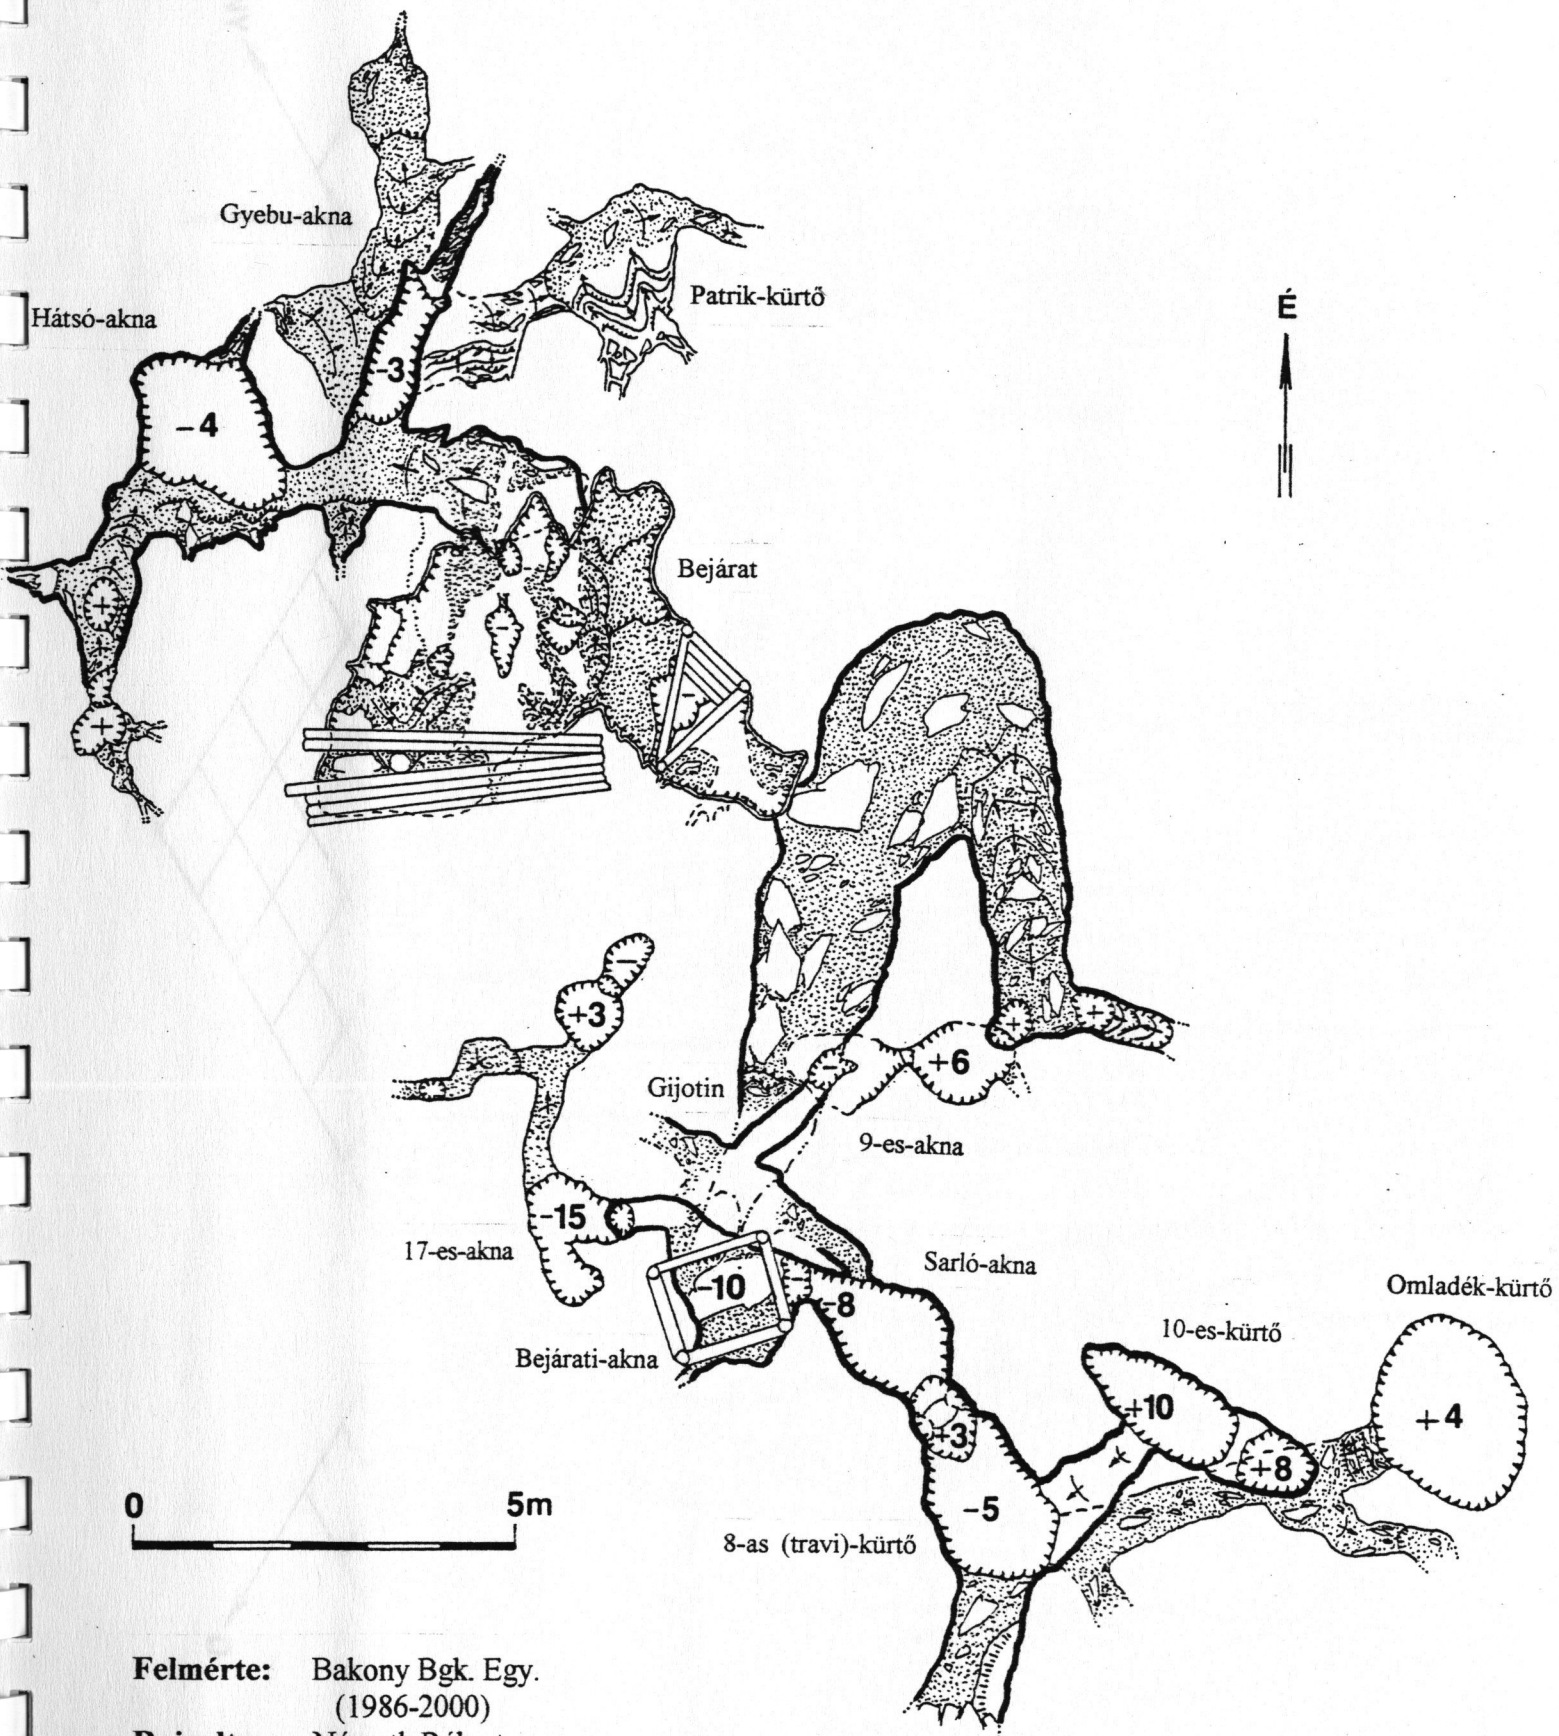 Gyebu-akna
Hátsó-akna
Patrik-kürtő
É
-3
-4
Bejárat
+
+
-
-
-
-
+3
+
+
-
+6
Gijotin
9-es-akna
-15
17-es-akna
-10
-
-8
Sarló-akna
Omladék-kürtő
10-es-kürtő
Bejárati-akna
+10
+4
+3
+8
0
5m
-5
8-as (travi)-kürtő
Felmérte: Bakony Bgk. Egy.
(1986-2000)